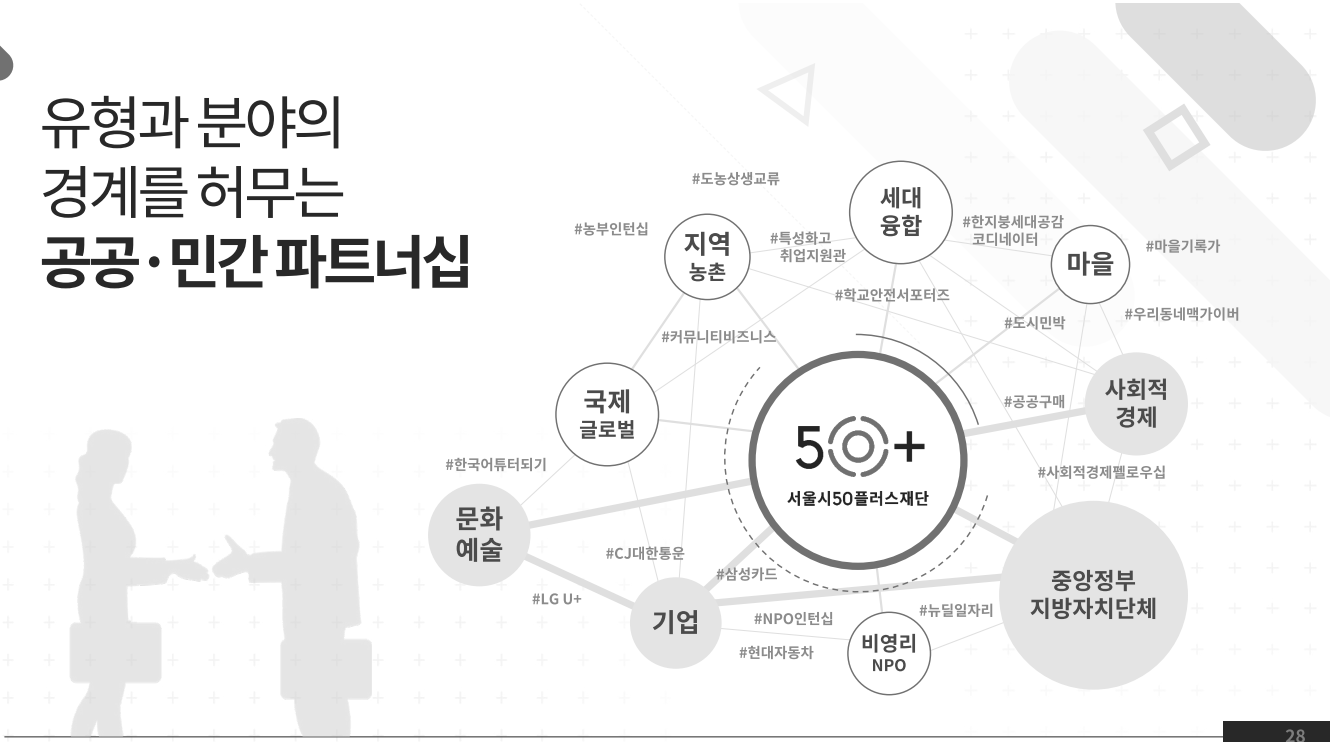 유형과 분야의
경계를 허무는
공공·민간 파트너십
#도농상생교류
세대
융합
#농부인턴십
지역
농촌
#특성화고
취업지원관
#한지붕세대공감
코디네이터
마을
#마을기록가
#학교안전서포터즈
#우리동네맥가이버
#도시민박
#커뮤니티비즈니스
국제
글로벌
사회적
경제
#공공구매
50+
서울시50플러스재단
#한국어튜터되기
#사회적경제펠로우십
문화
예술
#CJ대한통운
#삼성카드
중앙정부
지방자치단체
#LG U+
기업
#NPO인턴십
#뉴딜일자리
#현대자동차
비영리
NPO
28